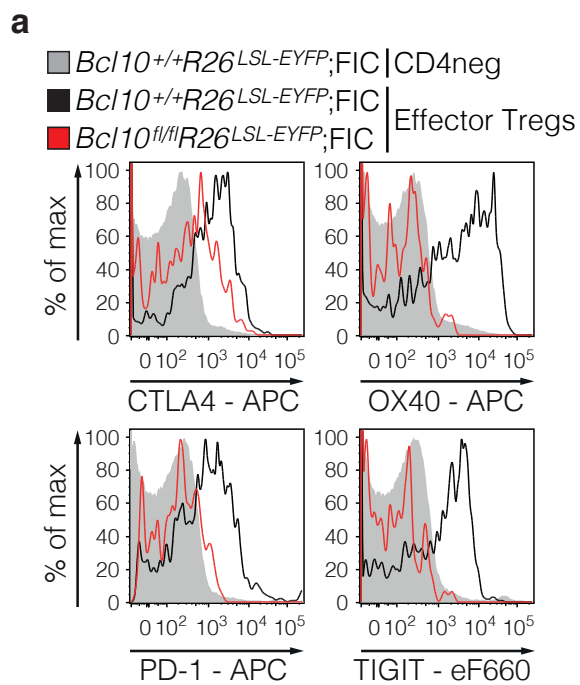 a
Bcl10+/+R26LSL-EYFP;FIC | CD4neg
Bcl10+/+R26LSL-EYFP;FIC
Effector Tregs
Bcl10fl/flR26LSL-EYFP;FIC
100 100
80 80
60 60
40 40
20 20
0 0
% of max
0 10² 10³ 10⁴ 10⁵ 0 10² 10³ 10⁴ 10⁵
CTLA4 - APC OX40 - APC
100 100
80 80
60 60
40 40
20 20
0 0
% of max
0 10² 10³ 10⁴ 10⁵ 0 10² 10³ 10⁴ 10⁵
PD-1 - APC TIGIT - eF660